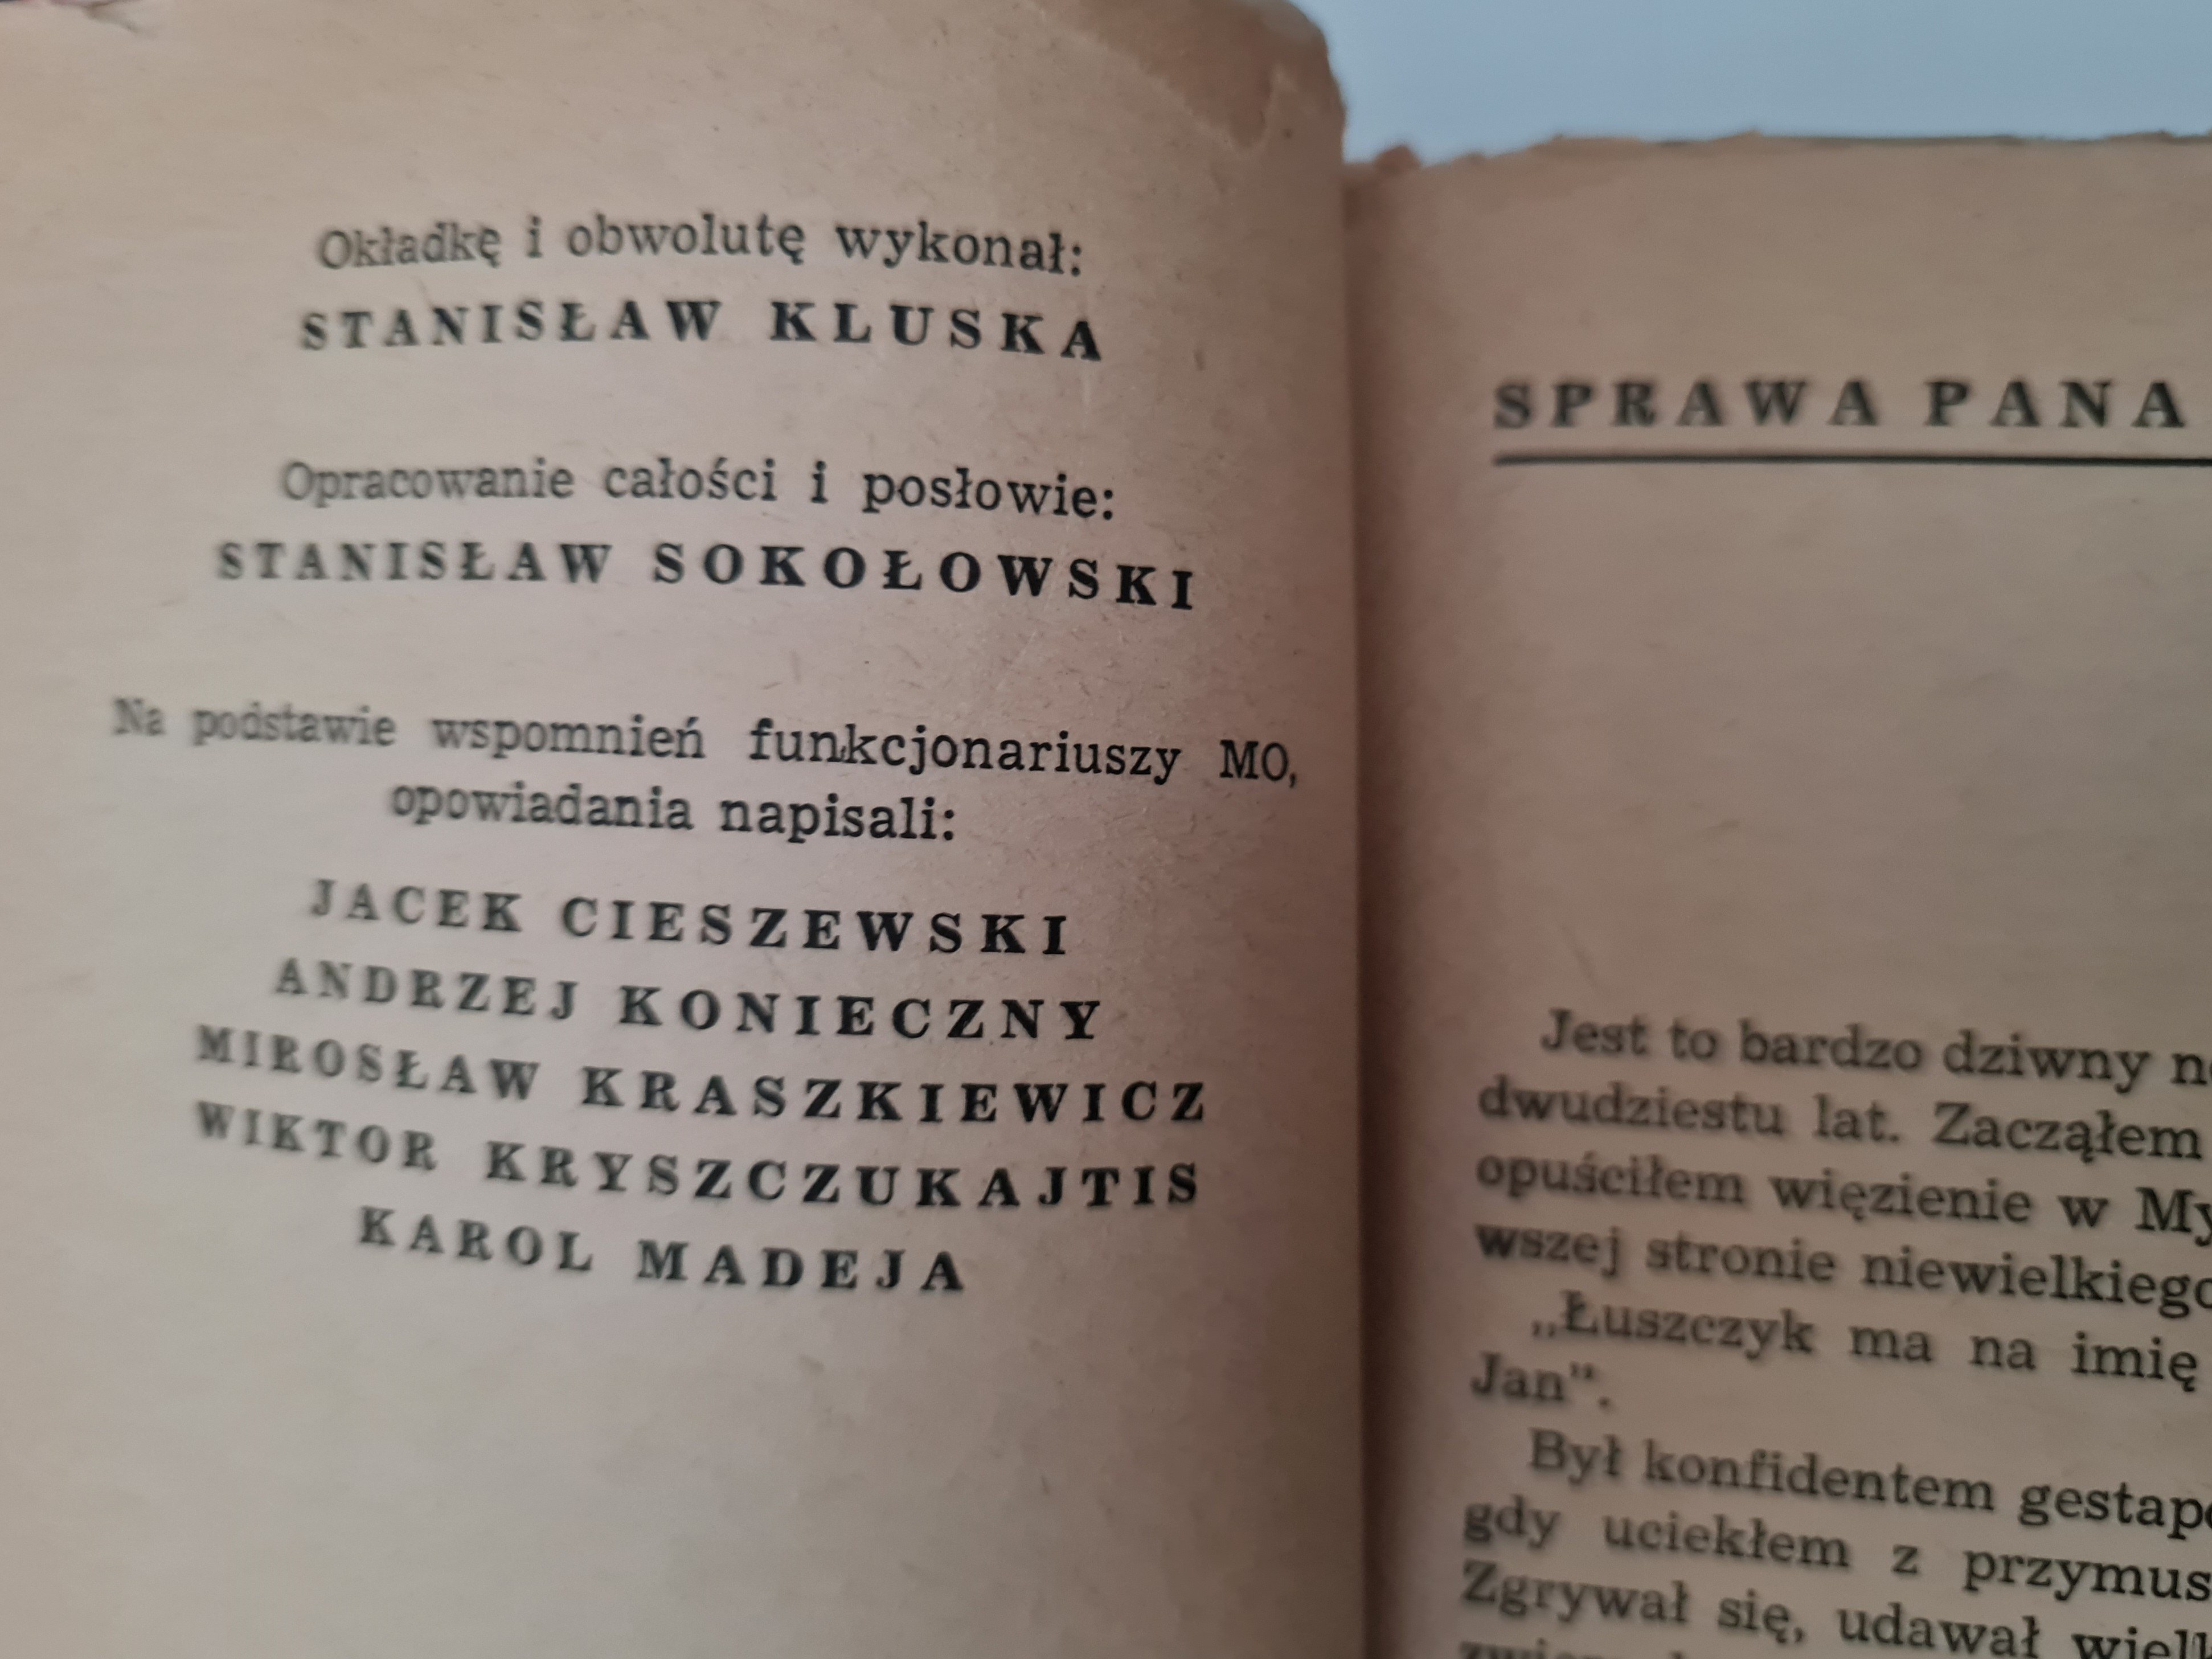 Okładkę i obwolutę wykonał:
STANISŁAW KLUSKA
Opracowanie całości i posłowie:
STANISŁAW SOKOŁOWSKI
Na podstawie wspomnień funkcjonariuszy MO,
opowiadania napisali:
JACEK CIESZEWSKI
ANDRZEJ KONIECZNY
MIROSŁAW KRASZKIEWICZ
WIKTOR KRYSZCZUKAJTIS
KAROL MADEJA
SPRAWA PANA
Jest to bardzo dziwny
dwudziestu lat. Zacząłem
opuściłem więzienie w
wszej stronie niewielkiego
„Łuszczyk ma na imię
Jan".
Był konfidentem
gdy uciekłem z
Zgrywał się, udawał